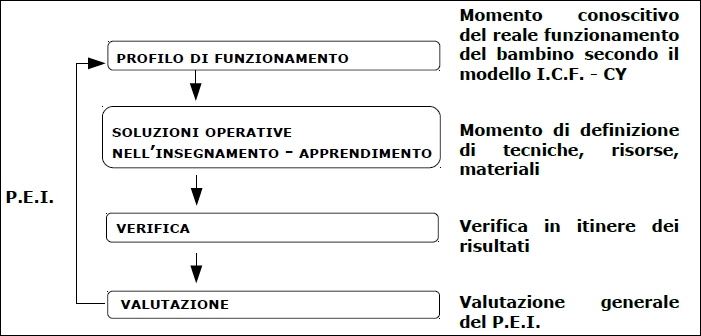 Momento conoscitivo
del reale funzionamento
del bambino secondo il
modello I.C.F. - CY
PROFILO DI FUNZIONAMENTO
SOLUZIONI OPERATIVE
NELL'INSEGNAMENTO – APPRENDIMENTO
Momento di definizione
di tecniche, risorse,
materiali
P.E.I.
VERIFICA
Verifica in itinere dei
risultati
VALUTAZIONE
Valutazione generale
del P.E.I.